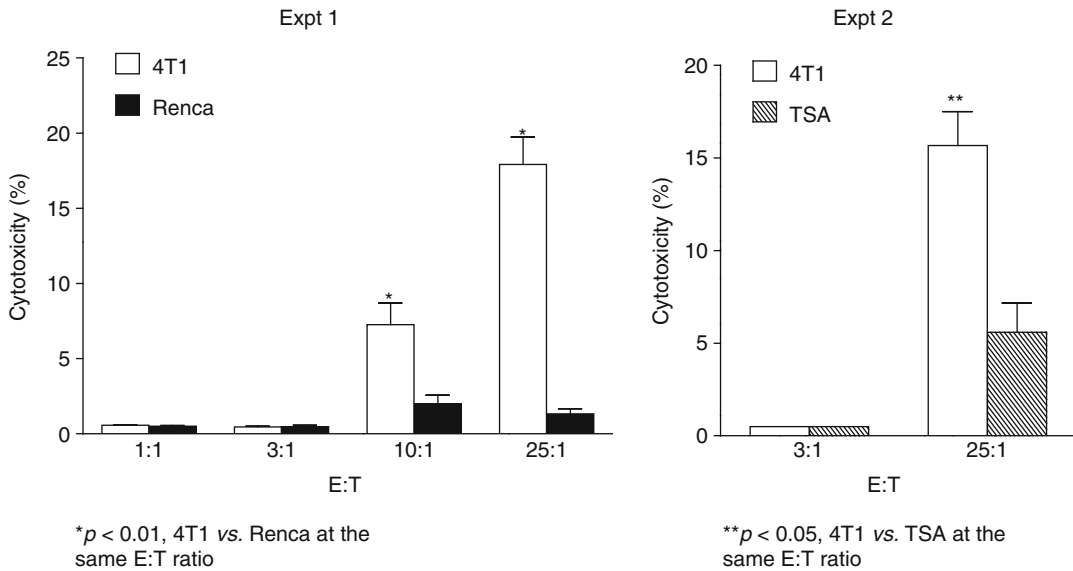 Expt 1
25
20
15
10
5
0
Cytotoxicity (%)
4T1
Renca
*
*
1:1
3:1
10:1
25:1
E:T
*p < 0.01, 4T1 vs. Renca at the
same E:T ratio
Expt 2
20
15
10
5
0
Cytotoxicity (%)
4T1
TSA
**
3:1
25:1
E:T
**p < 0.05, 4T1 vs. TSA at the
same E:T ratio